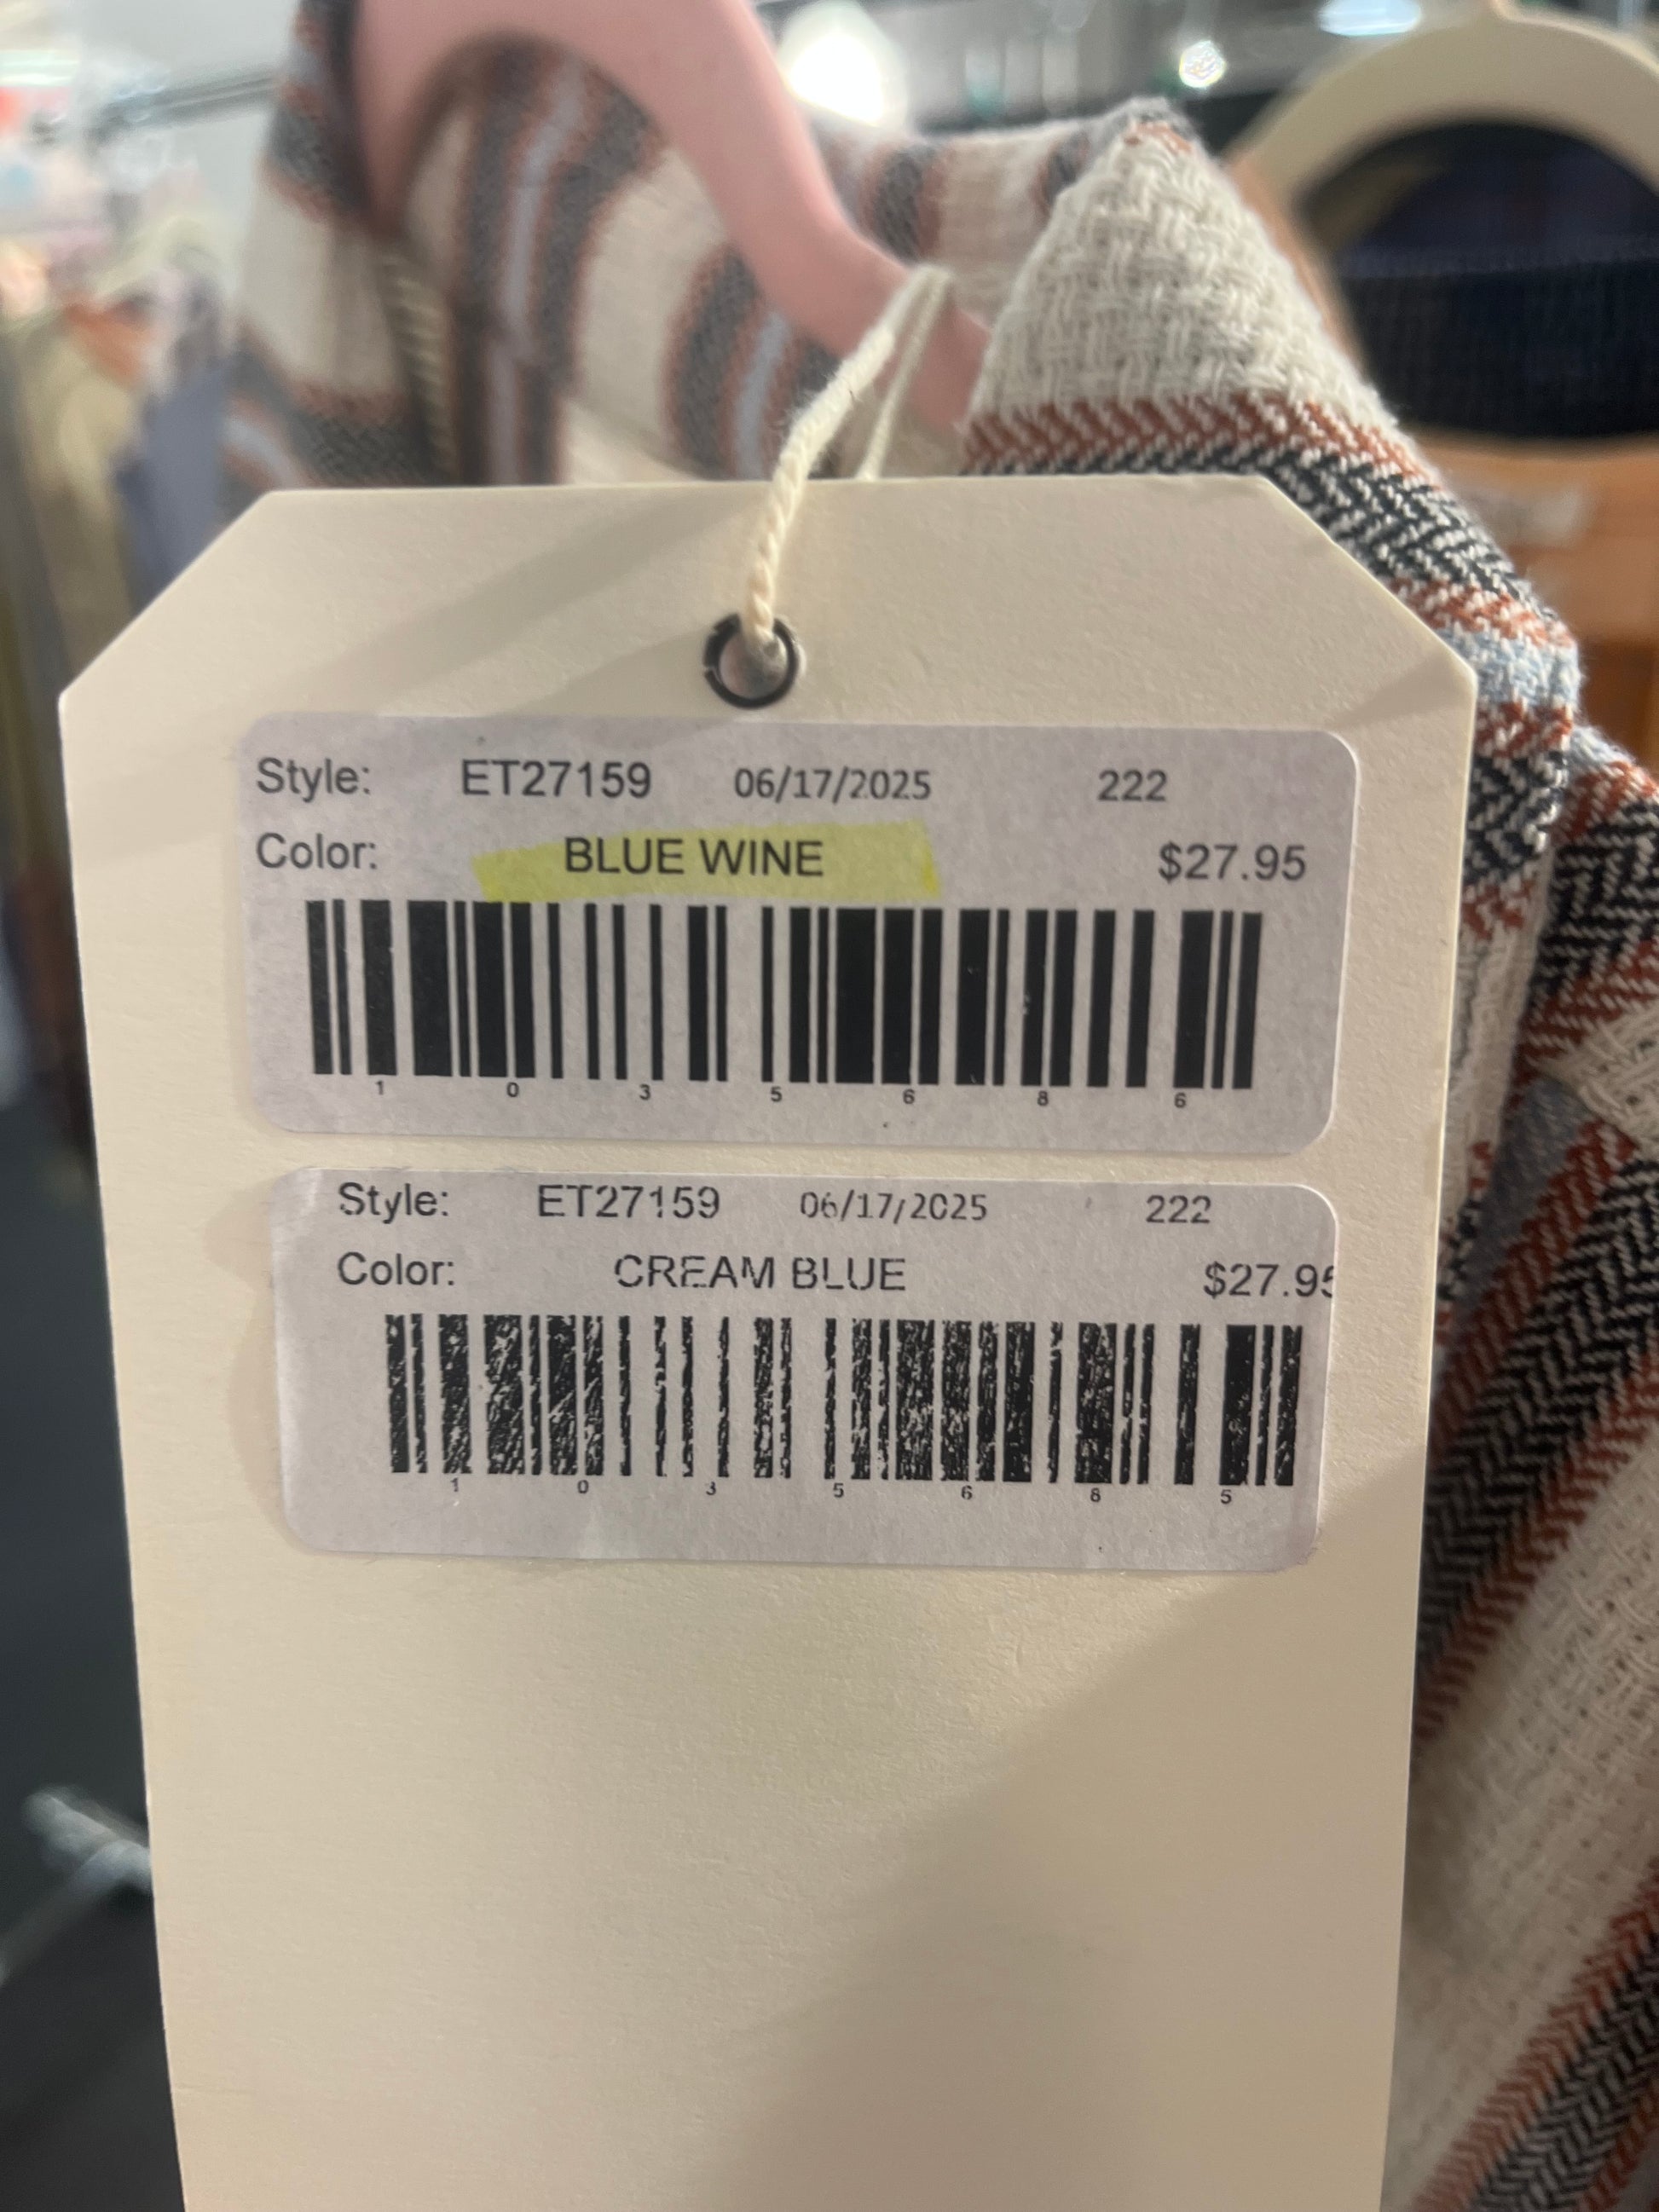 Style: ET27159 06/17/2025 222
Color: BLUE WINE $27.95
1 0 3 5 6 8 6
Style: ET27159 06/17/2025 222
Color: CREAM BLUE $27.95
1 0 3 5 6 8 5